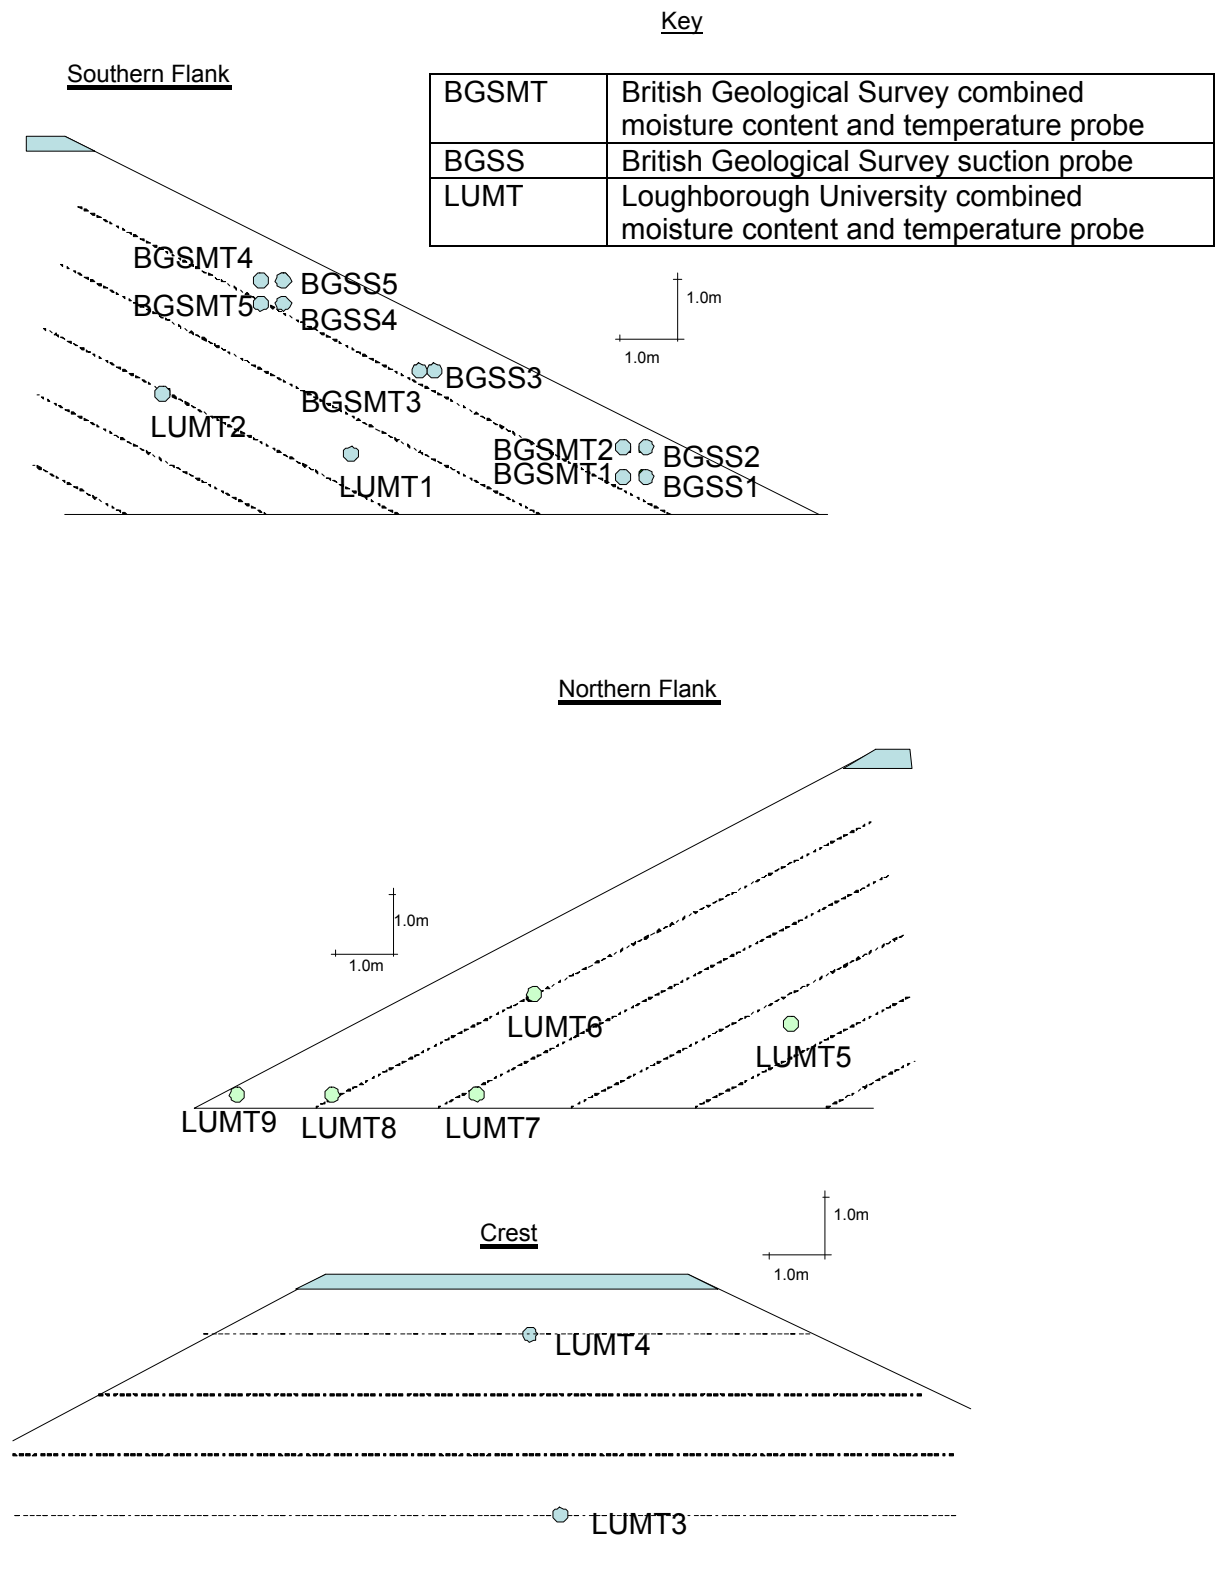 Key
Southern Flank
BGSMT British Geological Survey combined
moisture content and temperature probe
BGSS British Geological Survey suction probe
LUMT Loughborough University combined
moisture content and temperature probe
BGSMT4
BGSS5
BGSMT5
BGSS4
1.0m
1.0m
BGSS3
BGSMT3
LUMT2
BGSMT2
BGSS2
BGSMT1
BGSS1
LUMT1
Northern Flank
1.0m
1.0m
LUMT6
LUMT5
LUMT9
LUMT8
LUMT7
Crest
1.0m
1.0m
LUMT4
LUMT3